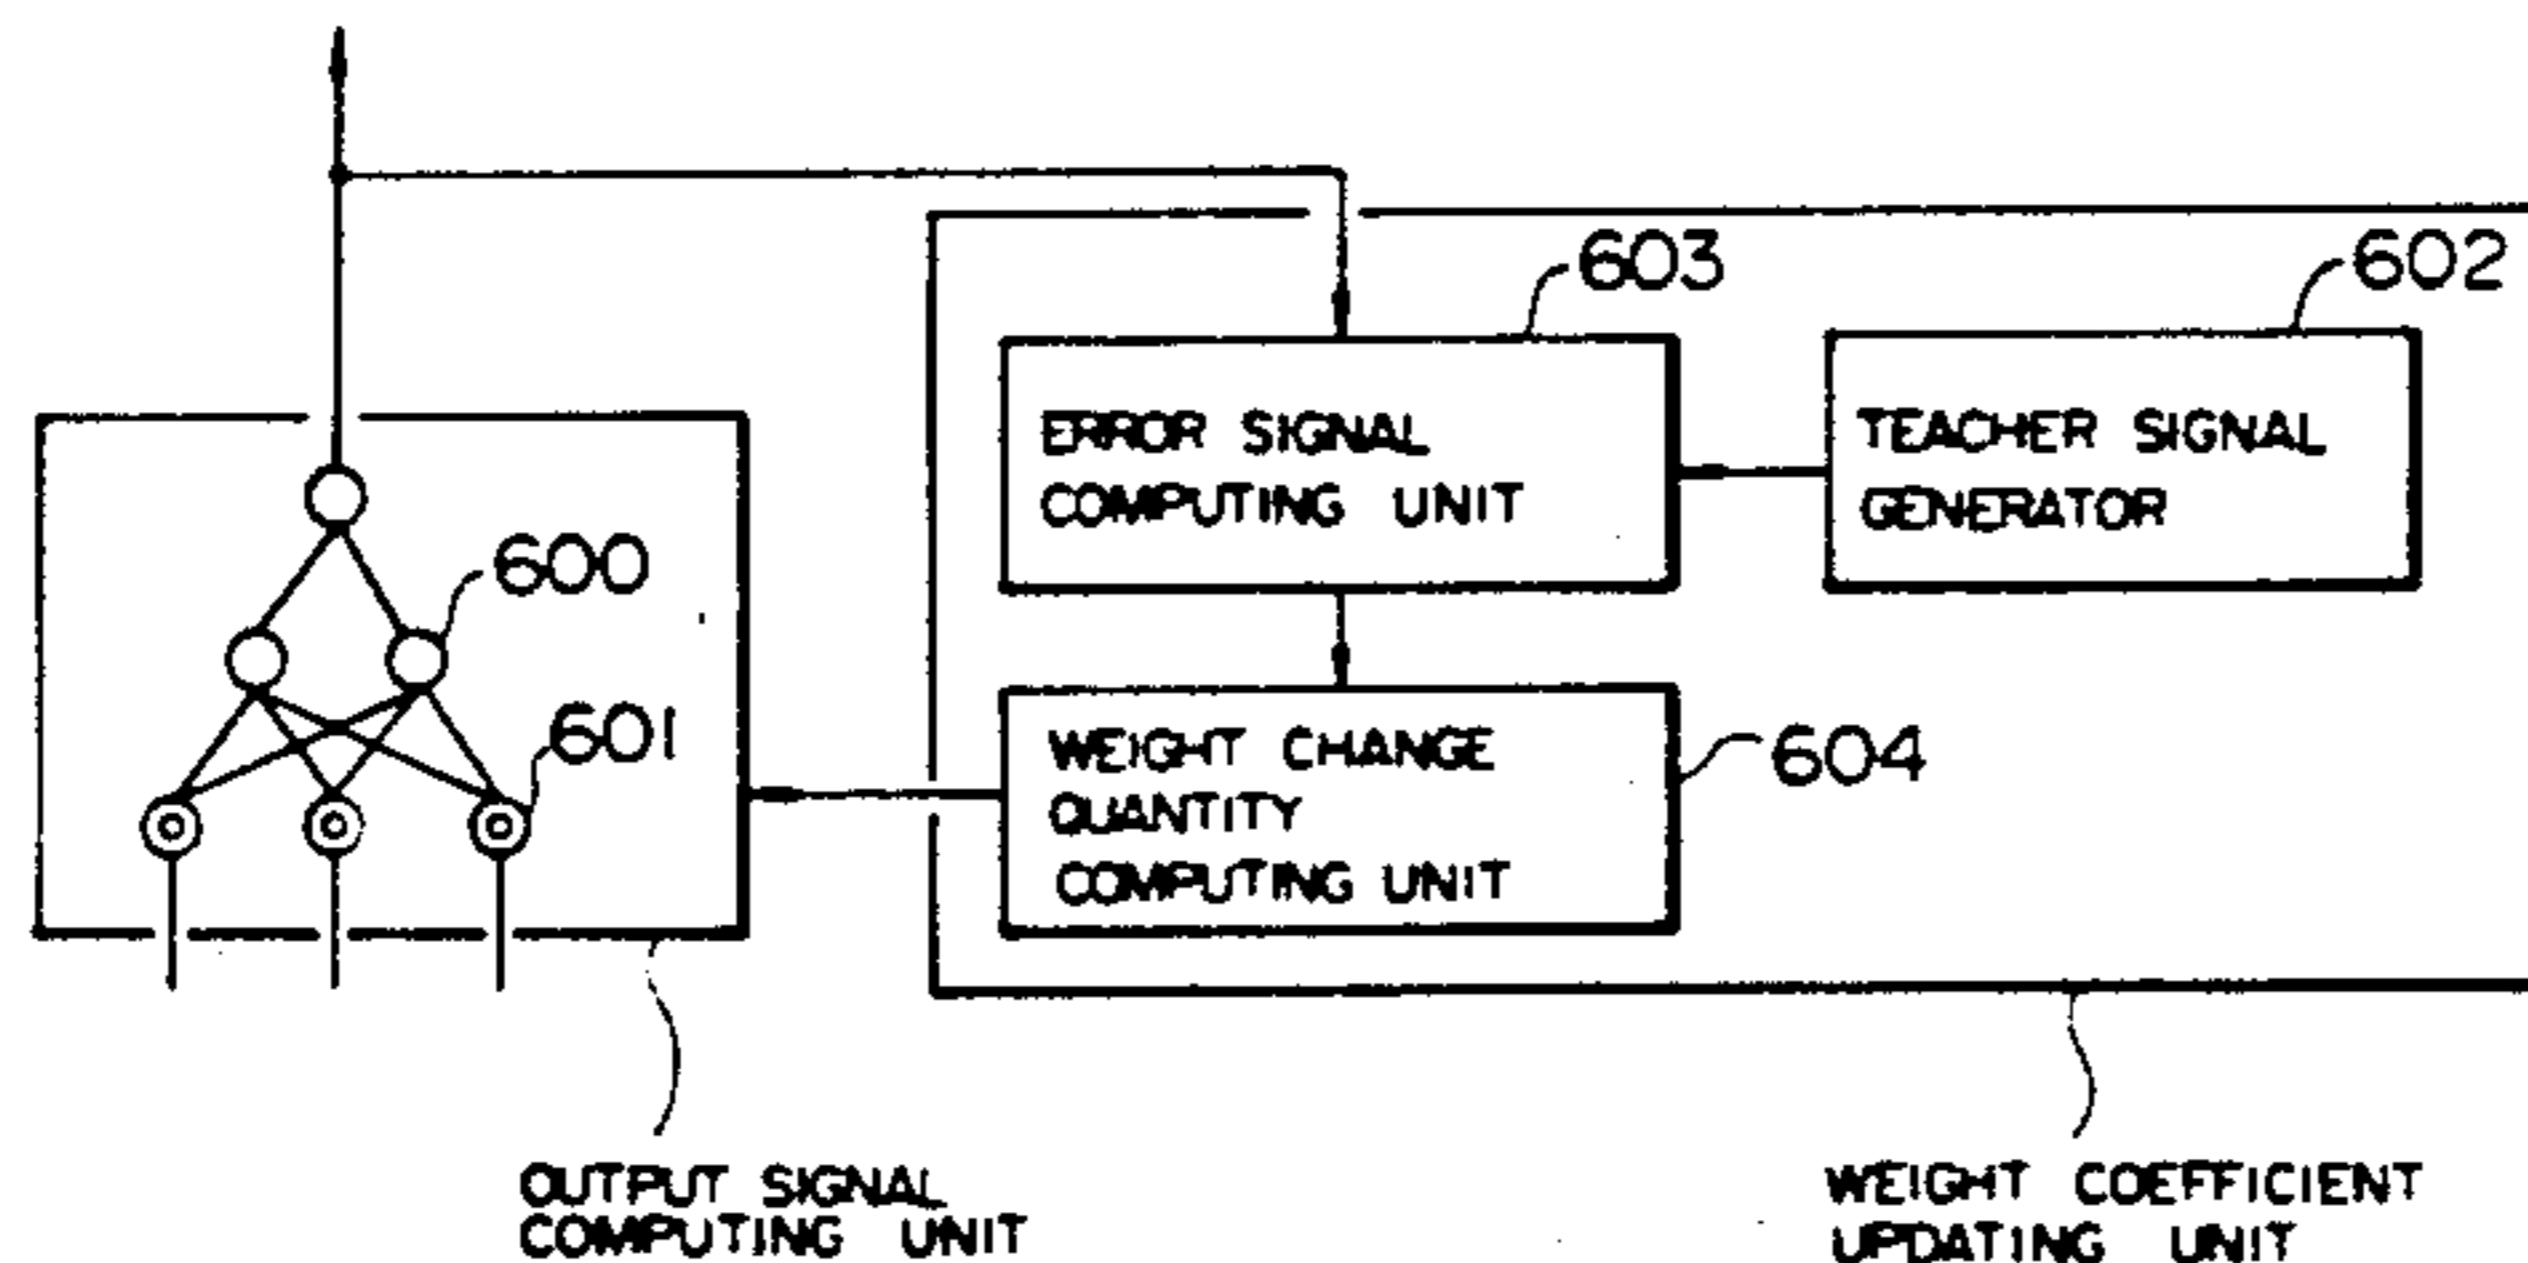 603
602
ERROR SIGNAL
COMPUTING UNIT
TEACHER SIGNAL
GENERATOR
600
601
WEIGHT CHANGE
QUANTITY
COMPUTING UNIT
604
OUTPUT SIGNAL
COMPUTING UNIT
WEIGHT COEFFICIENT
UPDATING UNIT